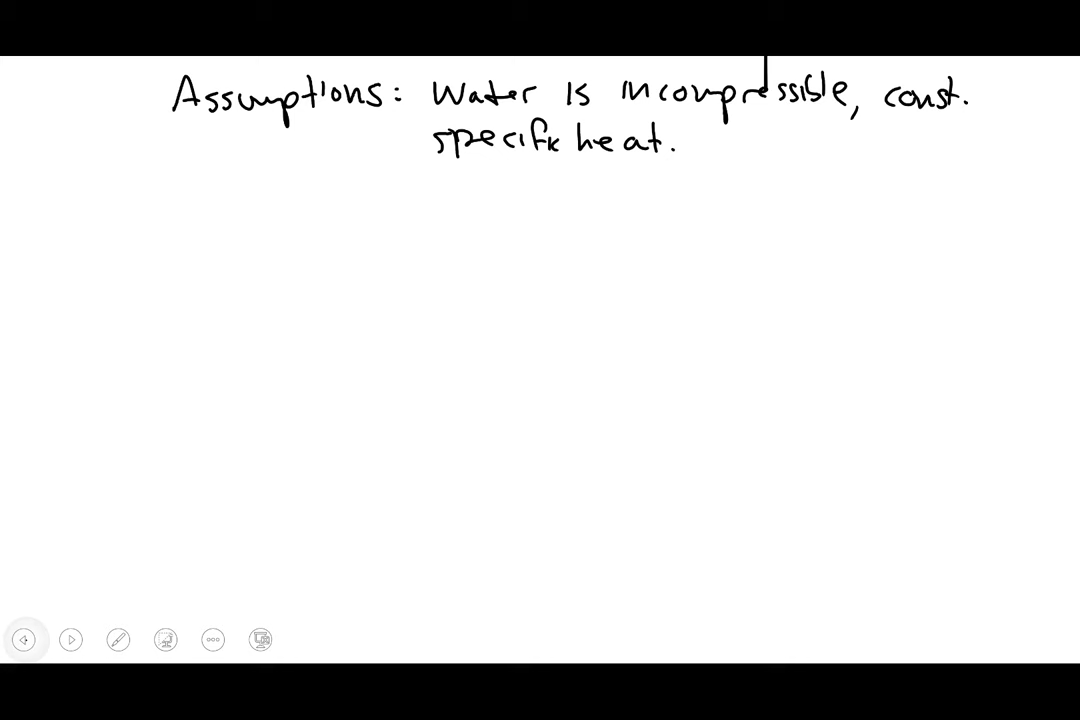 Assumptions: Water is incompressible, const.
specific heat.